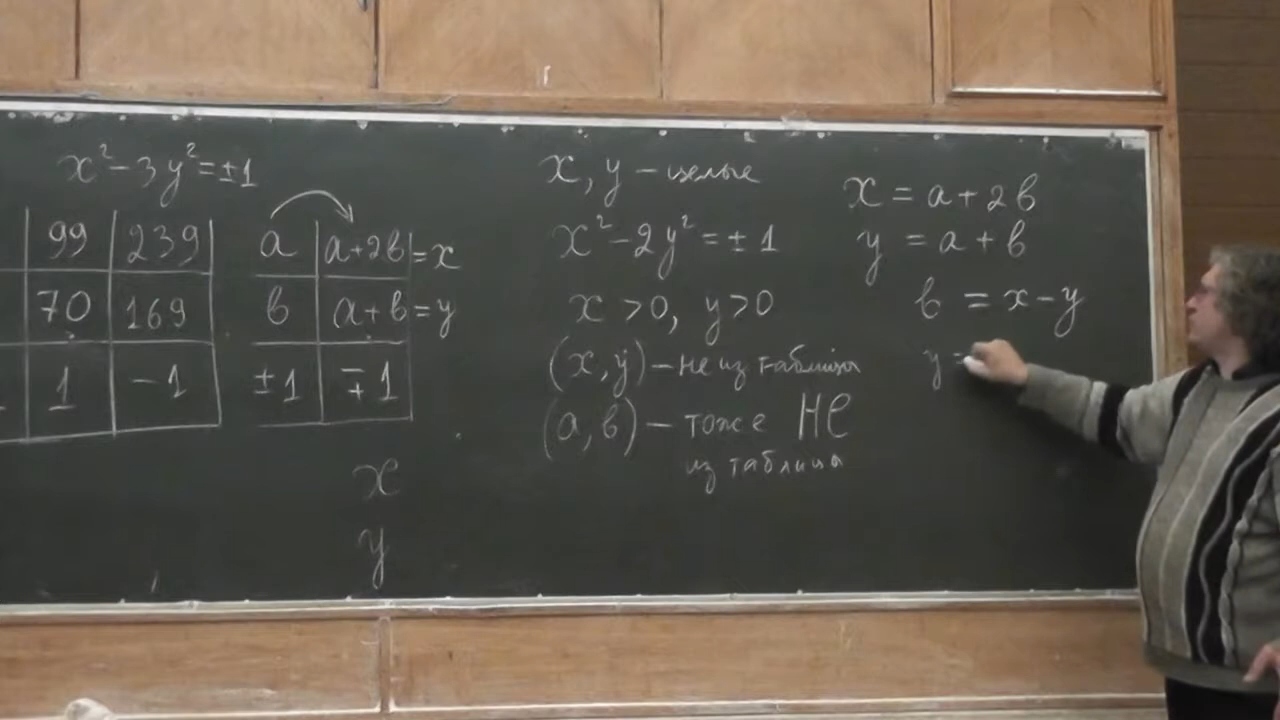 x² - 3y² = ±1
99 239
70 169
1 -1
a a+2b = x
b a+b = y
±1 ∓1
x
y
x, y – целые
x² - 2y² = ±1
x > 0, y > 0
(x, y) – не из таблицы
(a, b) – тоже НЕ
из таблицы
x = a + 2b
y = a + b
b = x - y
y =